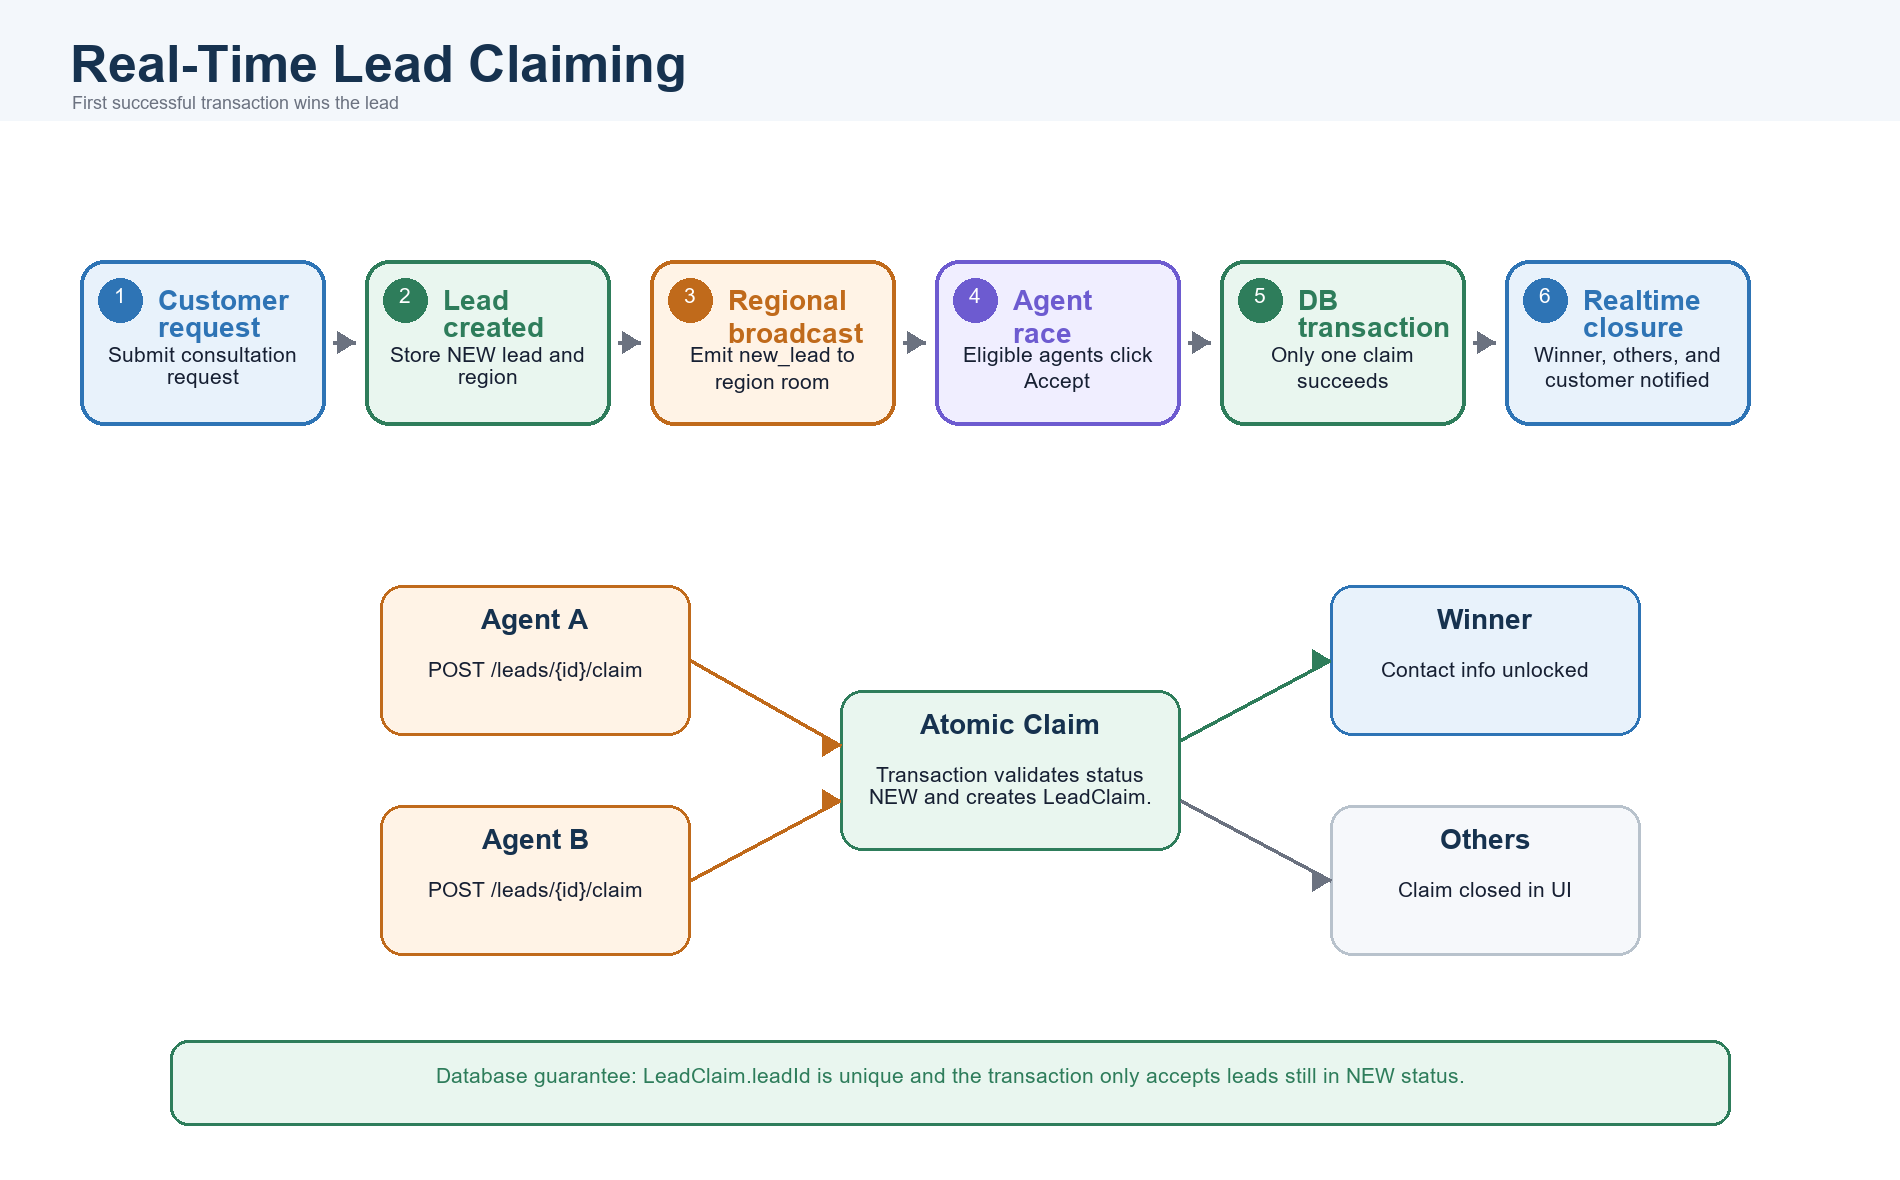 Real-Time Lead Claiming
First successful transaction wins the lead
1
Customer
request
Submit consultation
request
2
Lead
created
Store NEW lead and
region
3
Regional
broadcast
Emit new_lead to
region room
4
Agent
race
Eligible agents click
Accept
5
DB
transaction
Only one claim
succeeds
6
Realtime
closure
Winner, others, and
customer notified
Agent A
POST /leads/{id}/claim
Agent B
POST /leads/{id}/claim
Atomic Claim
Transaction validates status
NEW and creates LeadClaim.
Winner
Contact info unlocked
Others
Claim closed in UI
Database guarantee: LeadClaim.leadId is unique and the transaction only accepts leads still in NEW status.